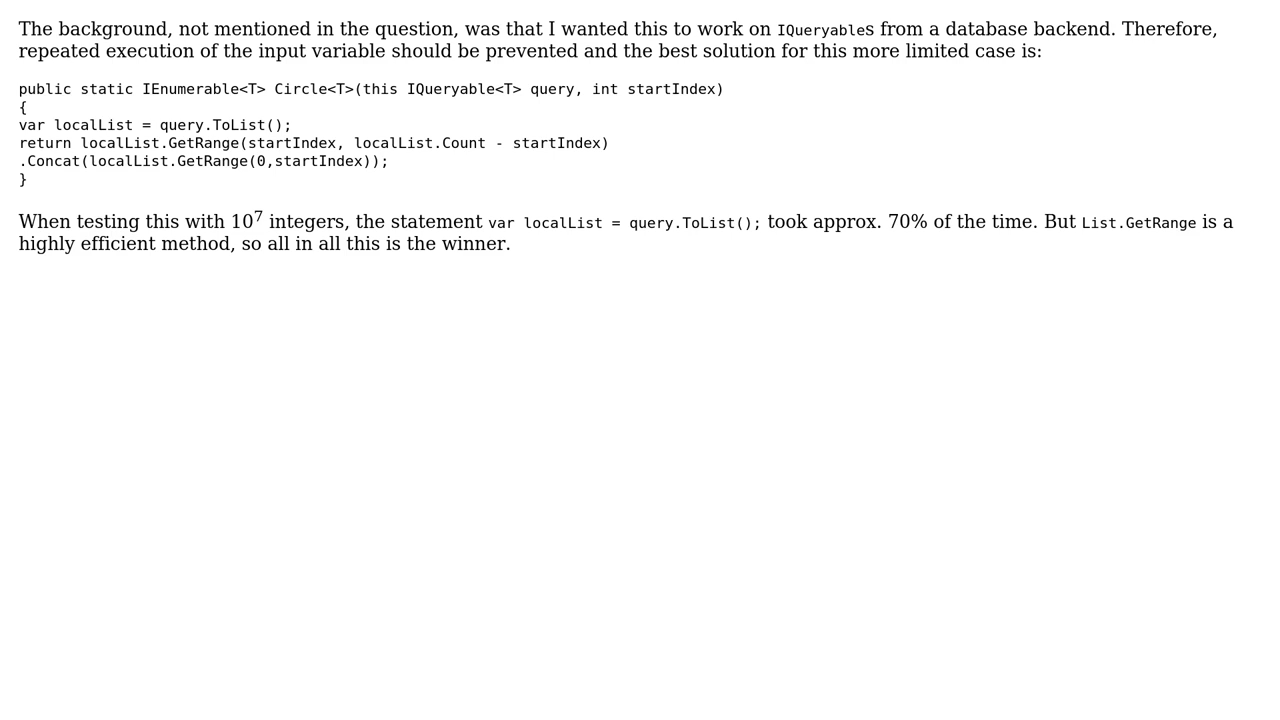 The background, not mentioned in the question, was that I wanted this to work on IQueryables from a database backend. Therefore,
repeated execution of the input variable should be prevented and the best solution for this more limited case is:
public static IEnumerable<T> Circle<T>(this IQueryable<T> query, int startIndex)
{
var localList = query.ToList();
return localList.GetRange(startIndex, localList.Count - startIndex)
.Concat(localList.GetRange(0,startIndex));
}
When testing this with 10⁷ integers, the statement var localList = query.ToList(); took approx. 70% of the time. But List.GetRange is a
highly efficient method, so all in all this is the winner.